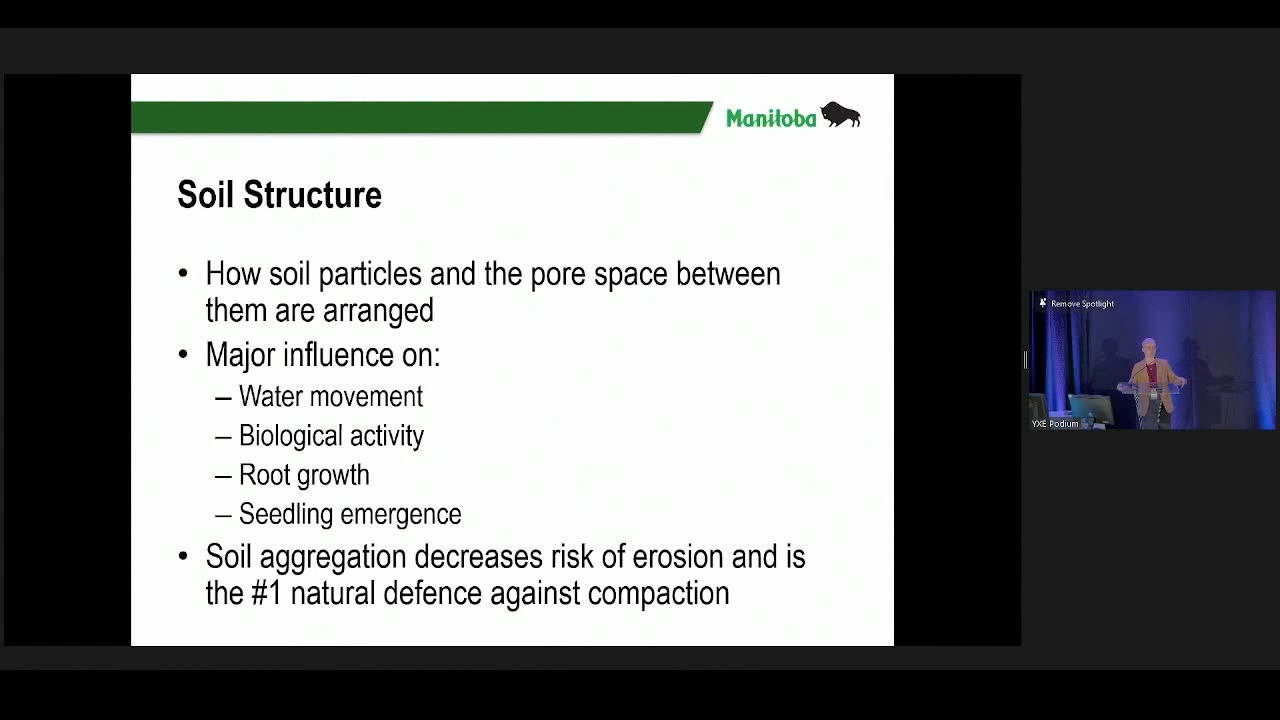 Manitoba
Soil Structure
• How soil particles and the pore space between
them are arranged
• Major influence on:
– Water movement
– Biological activity
– Root growth
– Seedling emergence
• Soil aggregation decreases risk of erosion and is
the #1 natural defence against compaction
Remove Spotlight
YXE Podium